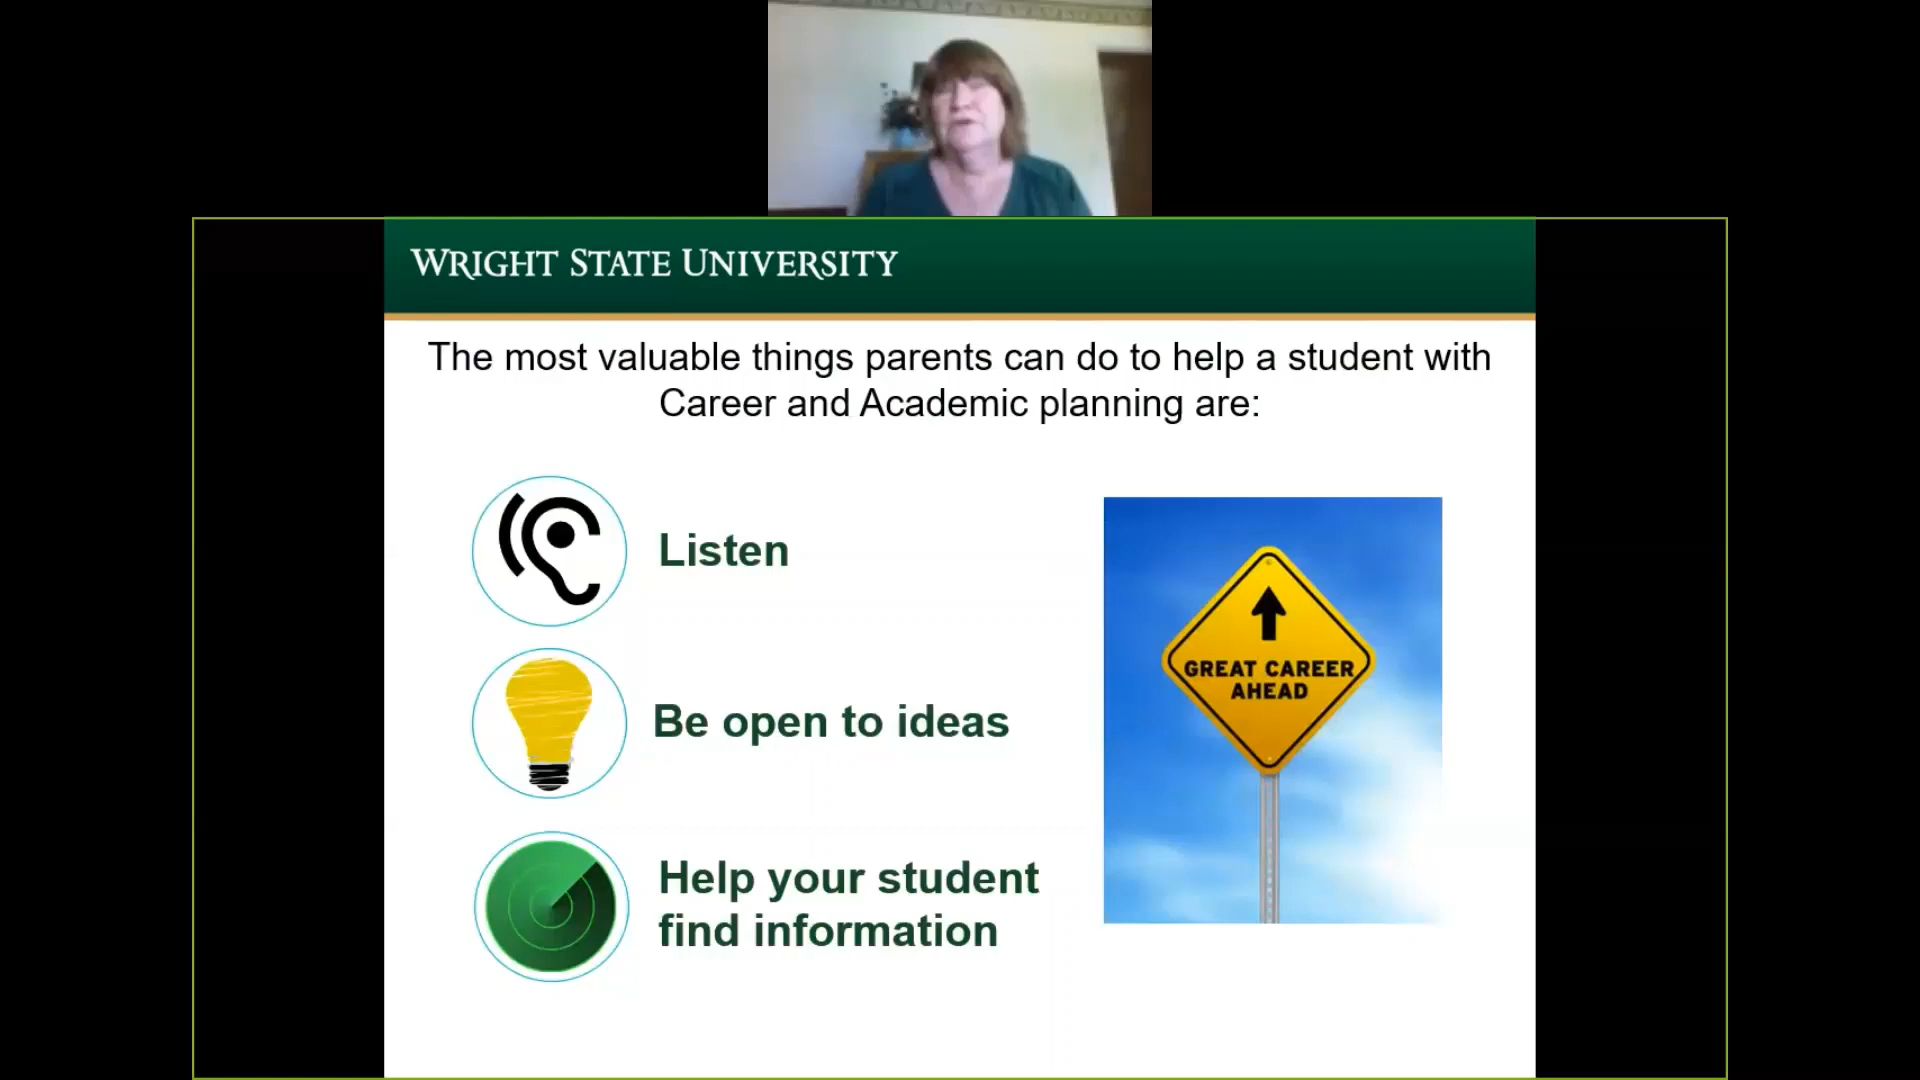 WRIGHT STATE UNIVERSITY
The most valuable things parents can do to help a student with
Career and Academic planning are:
Listen
Be open to ideas
Help your student
find information
GREAT CAREER
AHEAD